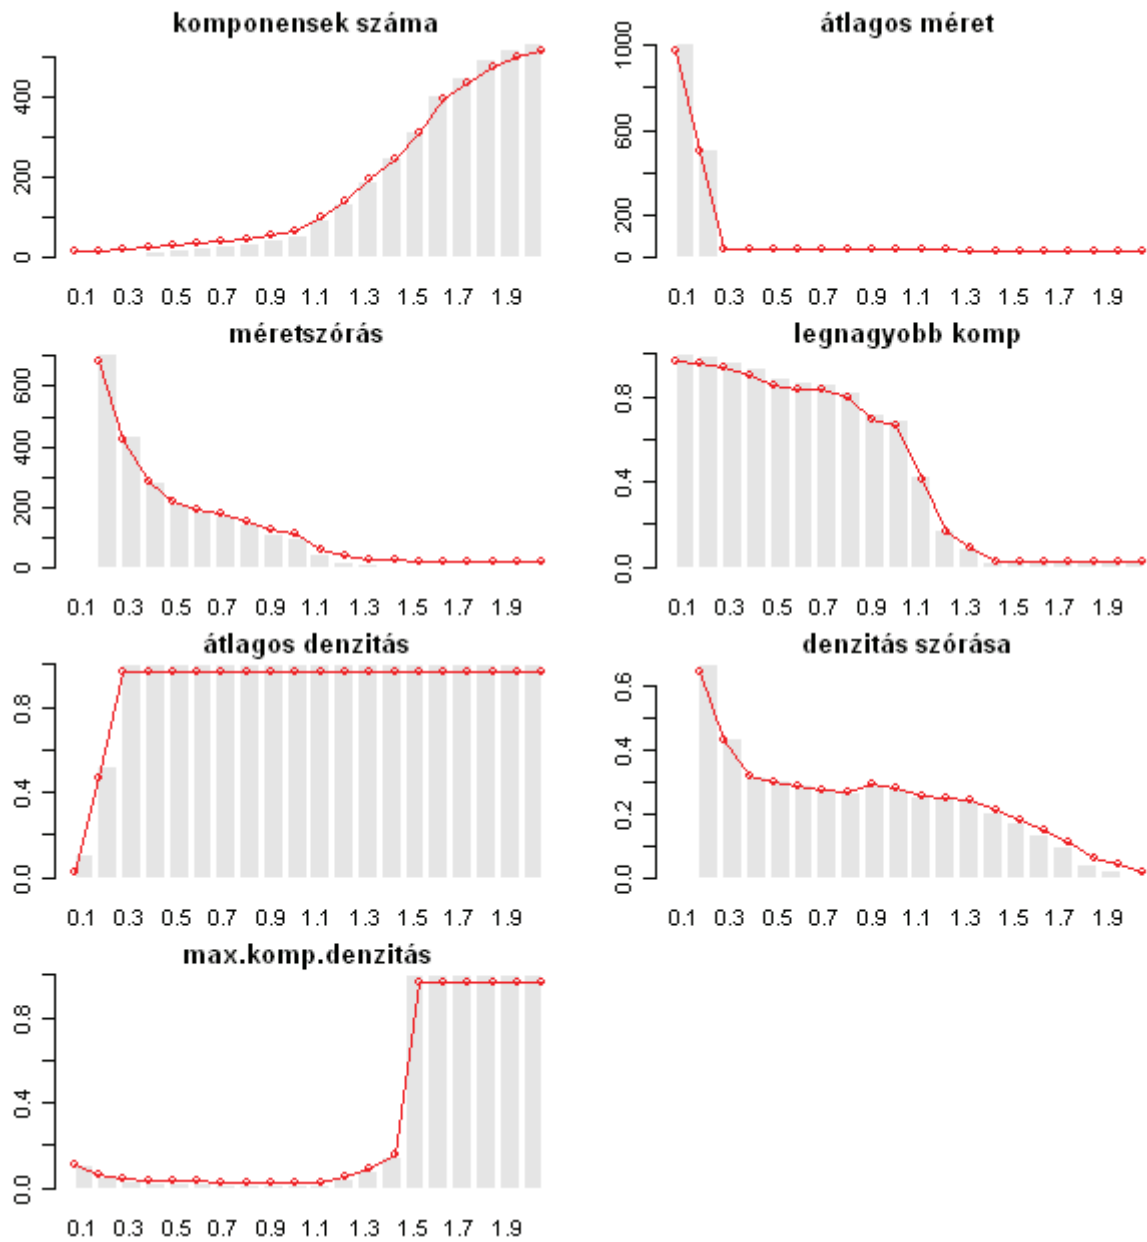 komponensek száma
400
200
0
0.1 0.3 0.5 0.7 0.9 1.1 1.3 1.5 1.7 1.9
átlagos méret
1000
600
200
0
0.1 0.3 0.5 0.7 0.9 1.1 1.3 1.5 1.7 1.9
méretszórás
600
400
200
0
0.1 0.3 0.5 0.7 0.9 1.1 1.3 1.5 1.7 1.9
legnagyobb komp
0.8
0.4
0.0
0.1 0.3 0.5 0.7 0.9 1.1 1.3 1.5 1.7 1.9
átlagos denzitás
0.8
0.4
0.0
0.1 0.3 0.5 0.7 0.9 1.1 1.3 1.5 1.7 1.9
denzitás szórása
0.6
0.4
0.2
0.0
0.1 0.3 0.5 0.7 0.9 1.1 1.3 1.5 1.7 1.9
max.komp.denzitás
0.8
0.4
0.0
0.1 0.3 0.5 0.7 0.9 1.1 1.3 1.5 1.7 1.9